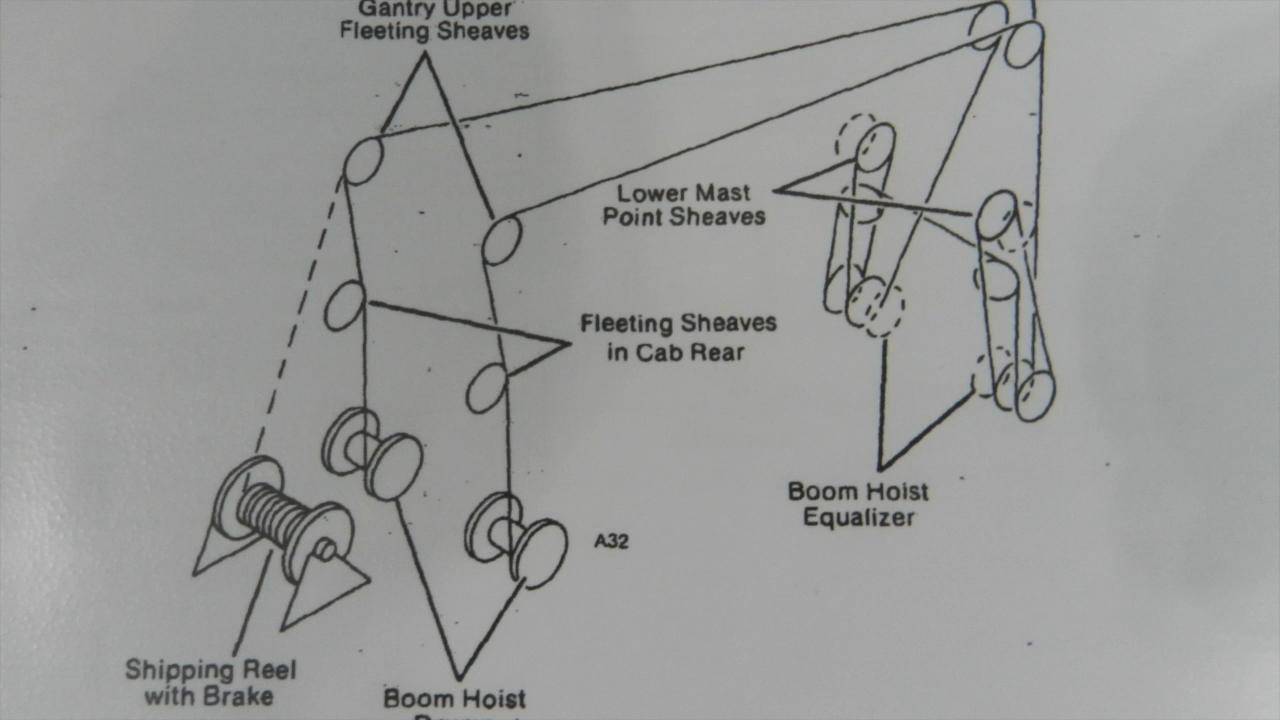 Gantry Upper
Fleeting Sheaves
Lower Mast
Point Sheaves
Fleeting Sheaves
in Cab Rear
Boom Hoist
Equalizer
A32
Shipping Reel
with Brake
Boom Hoist